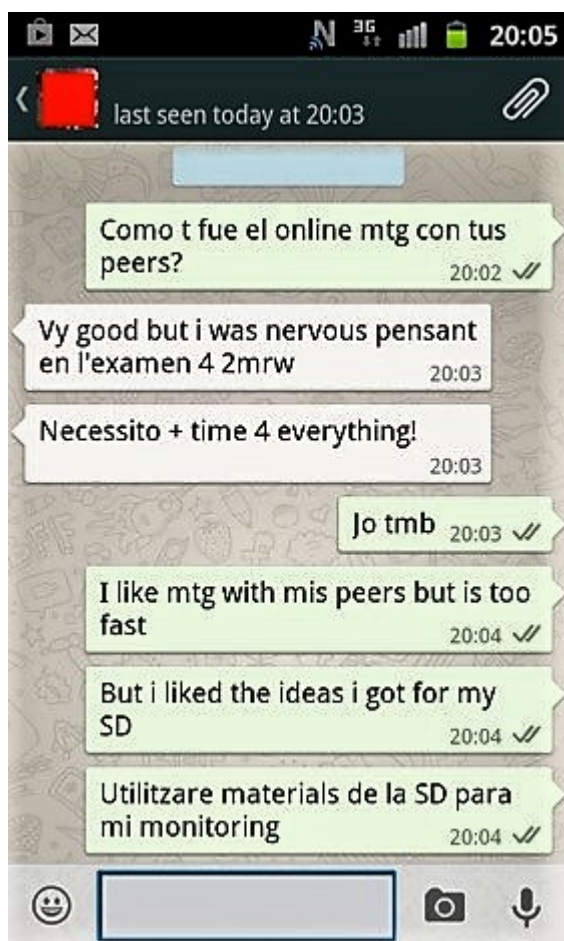 3G 20:05
last seen today at 20:03
Como t fue el online mtg con tus
peers?
20:02
Vy good but i was nervous pensant
en l'examen 4 2mrw
20:03
Necessito + time 4 everything!
20:03
Jo tmb 20:03
I like mtg with mis peers but is too
fast
20:04
But i liked the ideas i got for my
SD
20:04
Utilitzare materials de la SD para
mi monitoring
20:04